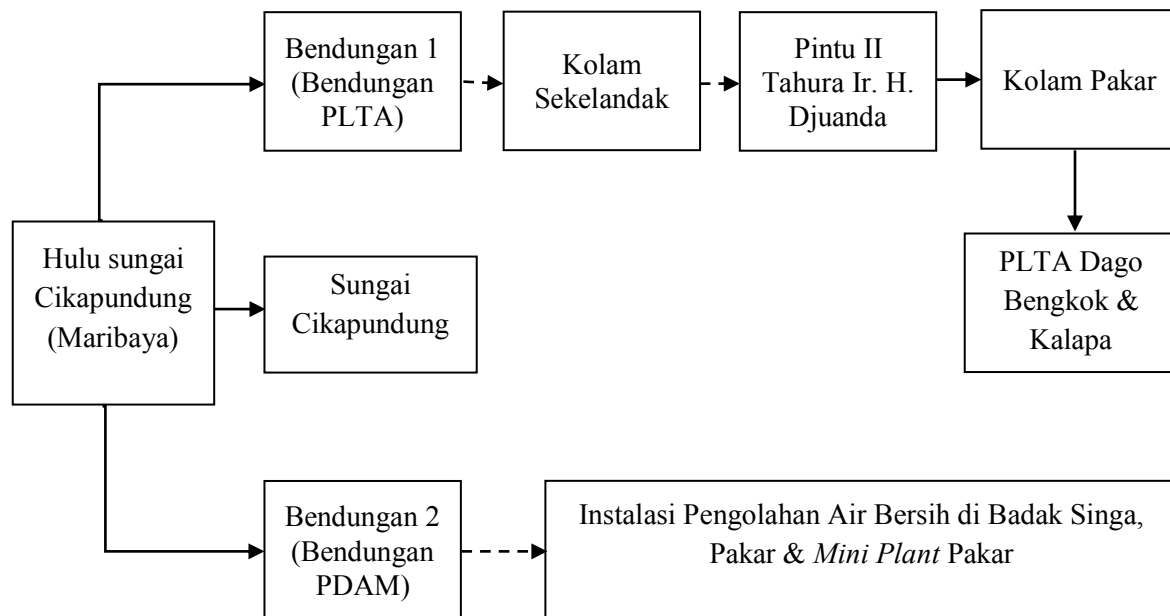 Bendungan 1
(Bendungan
PLTA)
Kolam
Sekelandak
Pintu II
Tahura Ir. H.
Djuanda
Kolam Pakar
Hulu sungai
Cikapundung
(Maribaya)
Sungai
Cikapundung
PLTA Dago
Bengkok &
Kalapa
Bendungan 2
(Bendungan
PDAM)
Instalasi Pengolahan Air Bersih di Badak Singa,
Pakar & Mini Plant Pakar